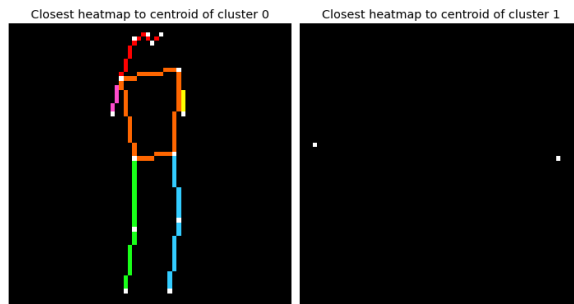 Closest heatmap to centroid of cluster 0
Closest heatmap to centroid of cluster 1